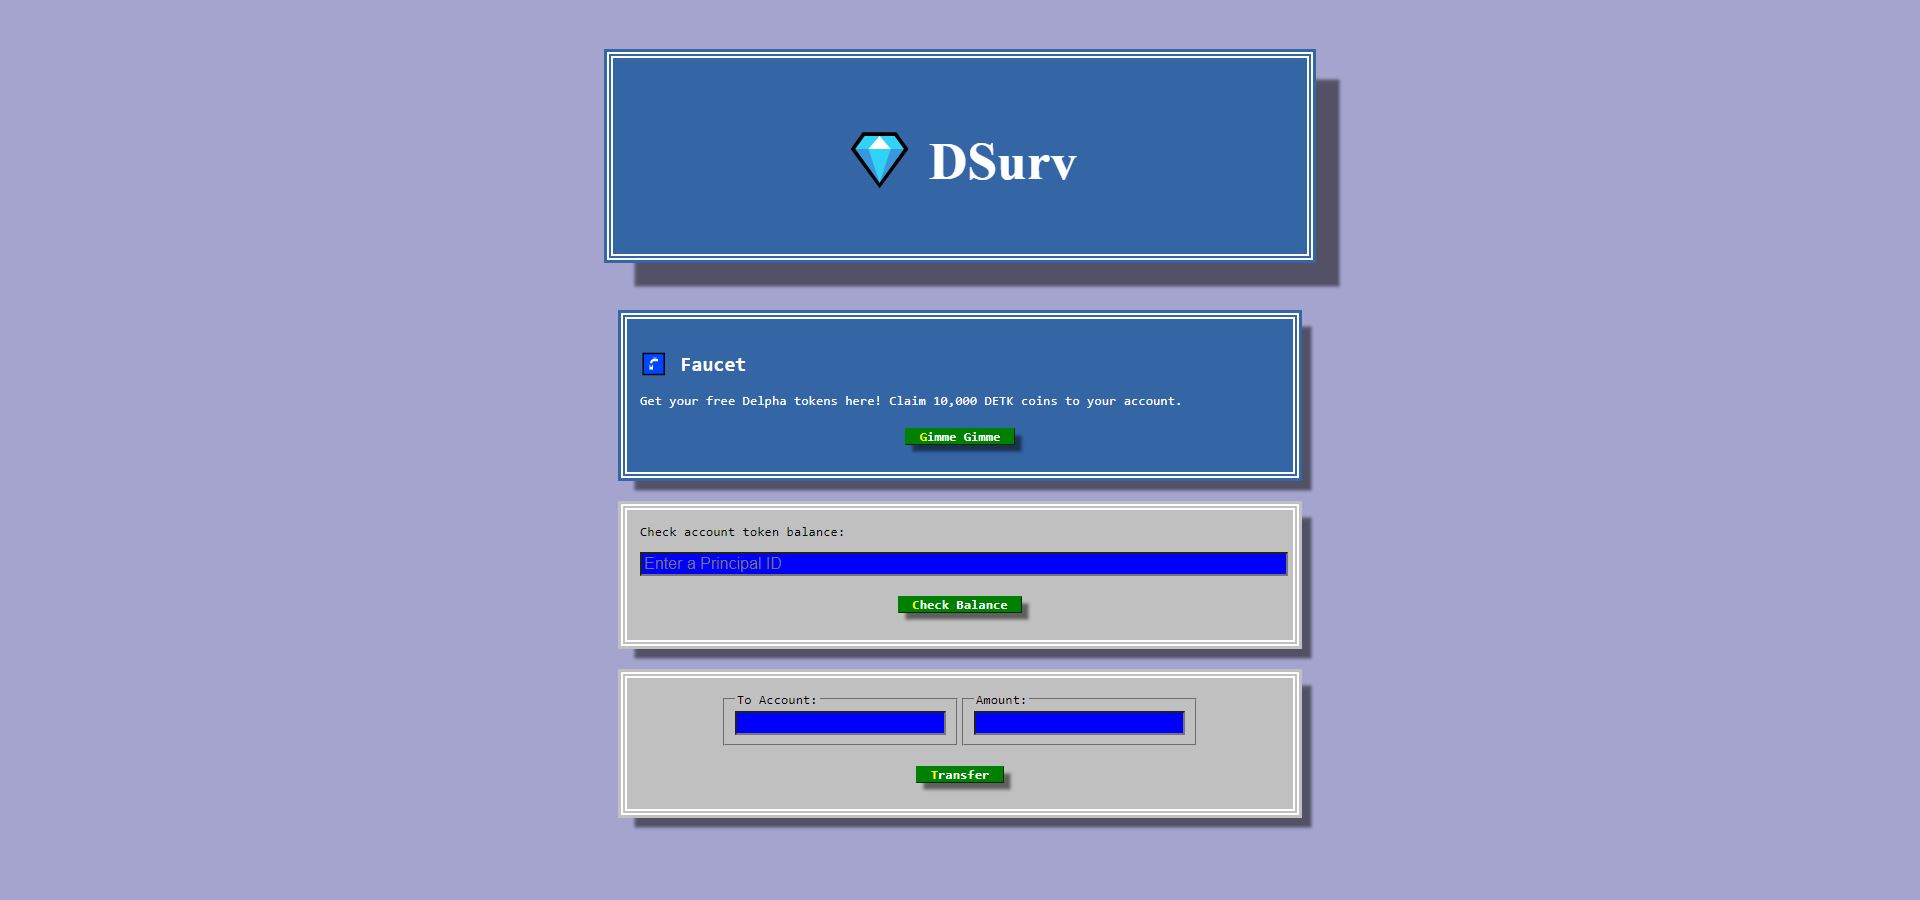 DSurv
Faucet
Get your free Delpha tokens here! Claim 10,000 DETK coins to your account.
Gimme Gimme
Check account token balance:
Enter a Principal ID
Check Balance
To Account: Amount:
Transfer